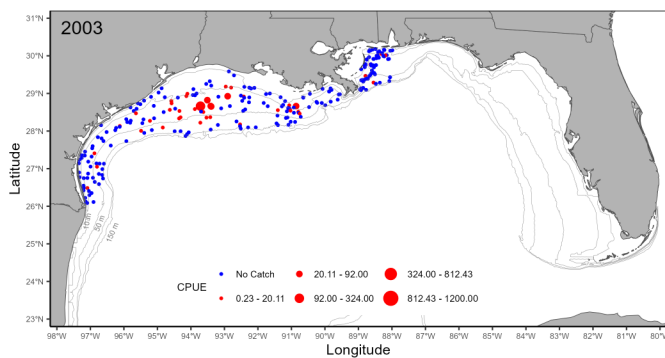 2003
31°N
30°N
29°N
28°N
27°N
26°N
25°N
24°N
23°N
Latitude
10 m
50 m
150 m
CPUE
No Catch
20.11 - 92.00
324.00 - 812.43
0.23 - 20.11
92.00 - 324.00
812.43 - 1200.00
98°W 97°W 96°W 95°W 94°W 93°W 92°W 91°W 90°W 89°W 88°W 87°W 86°W 85°W 84°W 83°W 82°W 81°W 80°W
Longitude